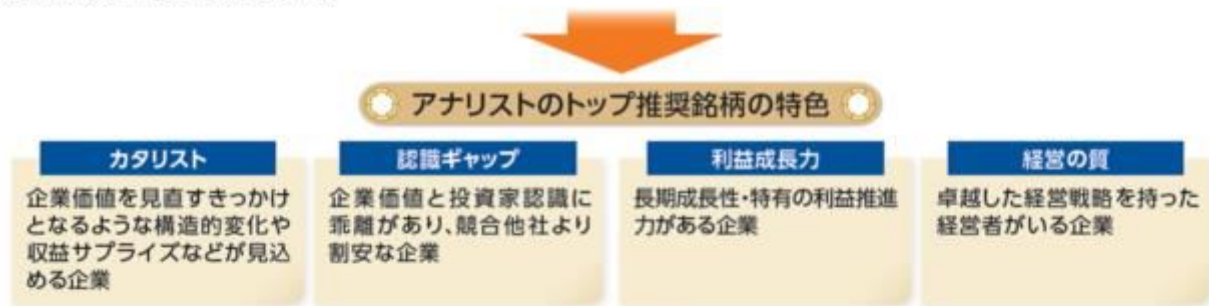 アナリストのトップ推奨銘柄の特色
カタリスト
企業価値を見直すきっかけ
となるような構造的変化や
収益サプライズなどが見込
める企業
認識ギャップ
企業価値と投資家認識に
乖離があり、競合他社より
割安な企業
利益成長力
長期成長性・特有の利益推進
力がある企業
経営の質
卓越した経営戦略を持った
経営者がいる企業